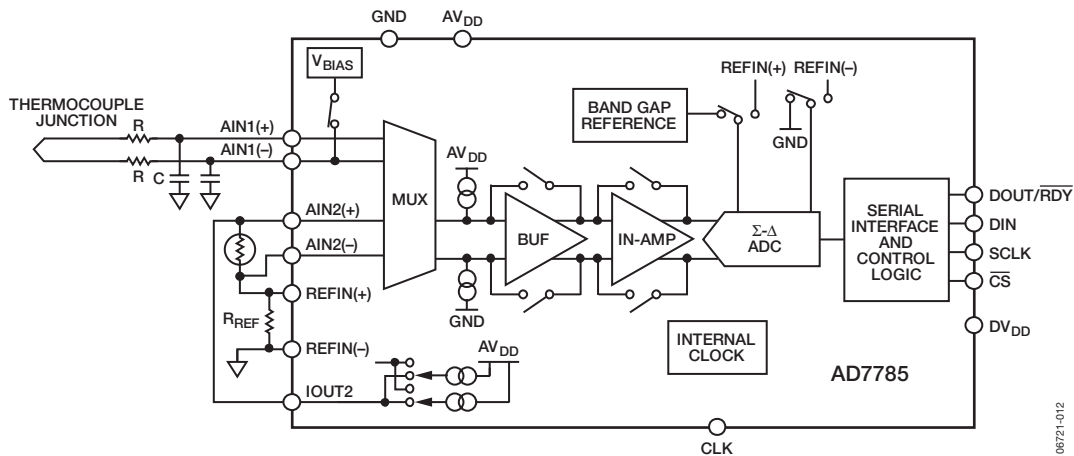 GND
AVDD
VBIAS
REFIN(+) REFIN(–)
THERMOCOUPLE
JUNCTION
R
AIN1(+)
AIN1(–)
R
C
BAND GAP
REFERENCE
GND
AVDD
MUX
BUF
IN-AMP
Σ-Δ
ADC
SERIAL
INTERFACE
AND
CONTROL
LOGIC
DOUT/RDY
DIN
SCLK
CS
DVDD
AIN2(+)
AIN2(–)
REFIN(+)
RREF
REFIN(–)
GND
AVDD
IOUT2
INTERNAL
CLOCK
AD7785
CLK
06721-012